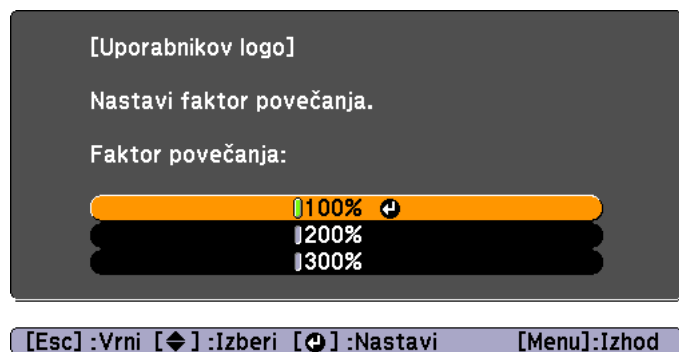 [Uporabnikov logo]
Nastavi faktor povečanja.
Faktor povečanja:
100%
200%
300%
[Esc] :Vrni [◆] :Izberi [⏎] :Nastavi [Menu]:Izhod